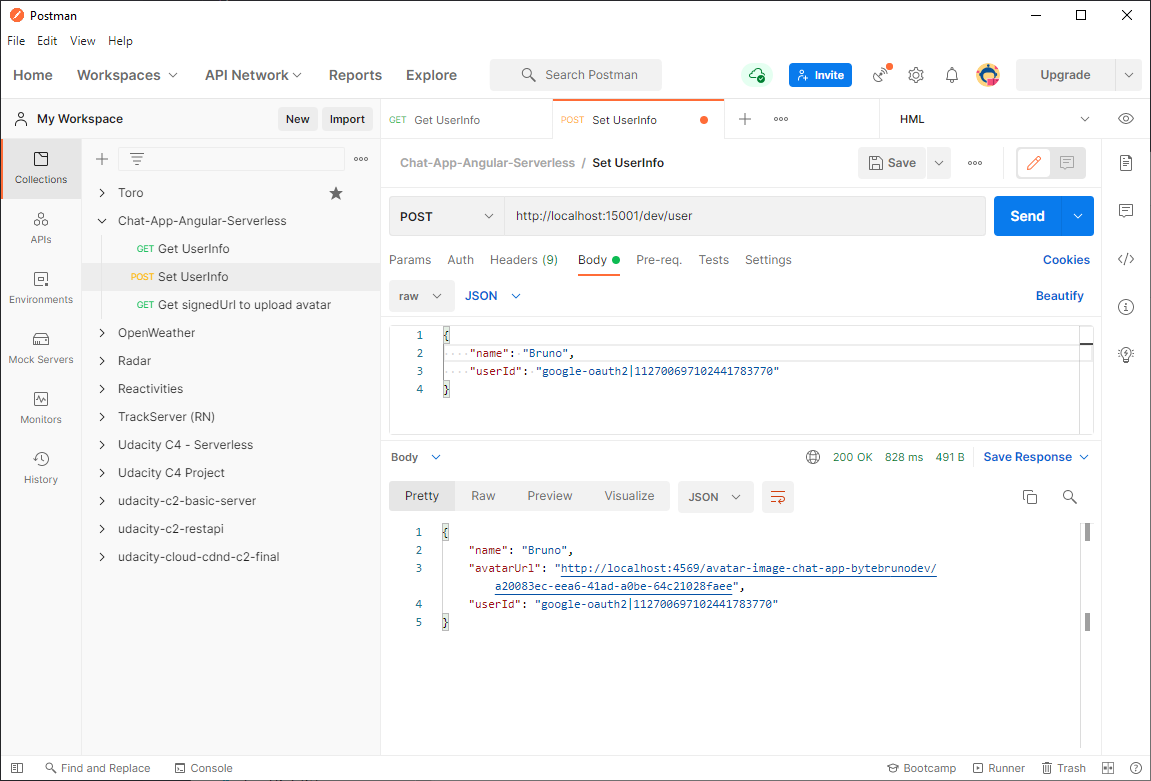 Postman
File Edit View Help
Home Workspaces API Network Reports Explore Search Postman Invite Upgrade
My Workspace New Import
GET Get UserInfo POST Set UserInfo HML
Collections
APIs
Environments
Mock Servers
Monitors
History
Toro
Chat-App-Angular-Serverless
GET Get UserInfo
POST Set UserInfo
GET Get signedUrl to upload avatar
OpenWeather
Radar
Reactivities
TrackServer (RN)
Udacity C4 - Serverless
Udacity C4 Project
udacity-c2-basic-server
udacity-c2-restapi
udacity-cloud-cdnd-c2-final
Chat-App-Angular-Serverless / Set UserInfo Save
POST http://localhost:15001/dev/user Send
Params Auth Headers (9) Body Pre-req. Tests Settings Cookies
raw JSON Beautify
1 {
2 "name": "Bruno",
3 "userId": "google-oauth2|112700697102441783770"
4 }
Body 200 OK 828 ms 491 B Save Response
Pretty Raw Preview Visualize JSON
1 {
2 "name": "Bruno",
3 "avatarUrl": "http://localhost:4569/avatar-image-chat-app-bytebrunodev/
a20083ec-eea6-41ad-a0be-64c21028faee",
4 "userId": "google-oauth2|112700697102441783770"
5 }
Find and Replace Console Bootcamp Runner Trash